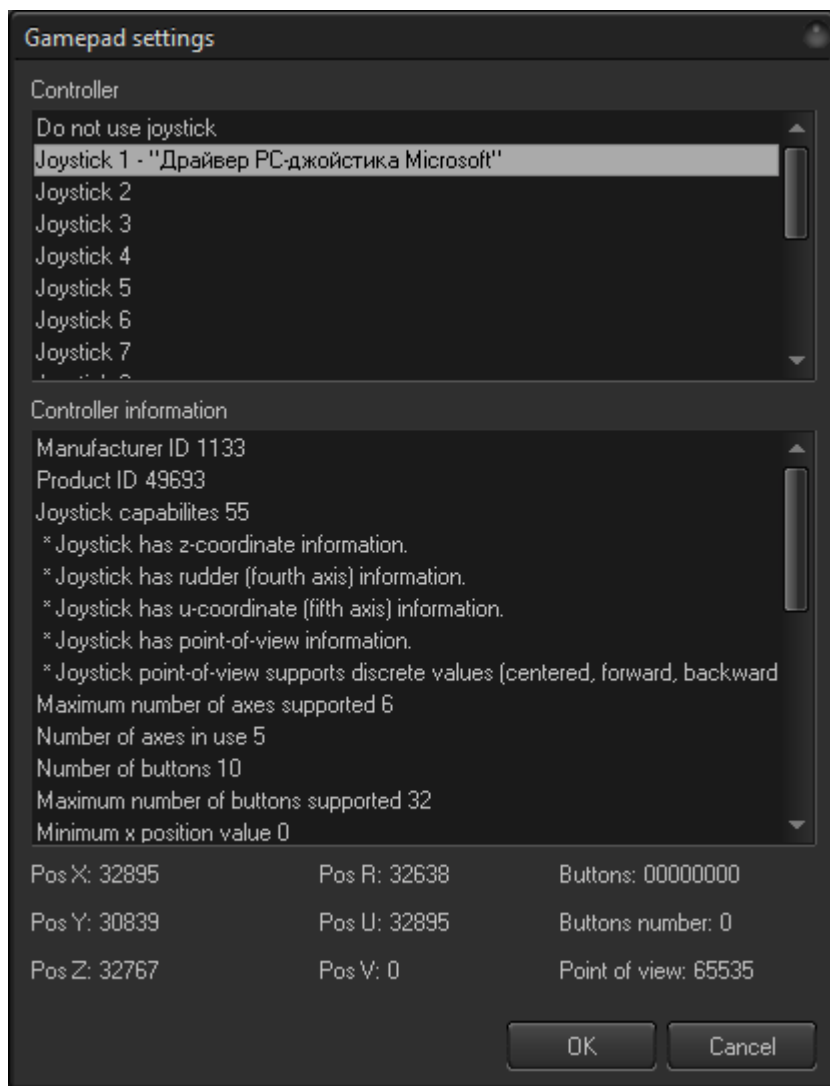 Gamepad settings
Controller
Do not use joystick
Joystick 1 - "Драйвер РС-джойстика Microsoft"
Joystick 2
Joystick 3
Joystick 4
Joystick 5
Joystick 6
Joystick 7
Controller information
Manufacturer ID 1133
Product ID 49693
Joystick capabilites 55
* Joystick has z-coordinate information.
* Joystick has rudder (fourth axis) information.
* Joystick has u-coordinate (fifth axis) information.
* Joystick has point-of-view information.
* Joystick point-of-view supports discrete values (centered, forward, backward
Maximum number of axes supported 6
Number of axes in use 5
Number of buttons 10
Maximum number of buttons supported 32
Minimum x position value 0
Pos X: 32895 Pos R: 32638 Buttons: 00000000
Pos Y: 30839 Pos U: 32895 Buttons number: 0
Pos Z: 32767 Pos V: 0 Point of view: 65535
OK Cancel